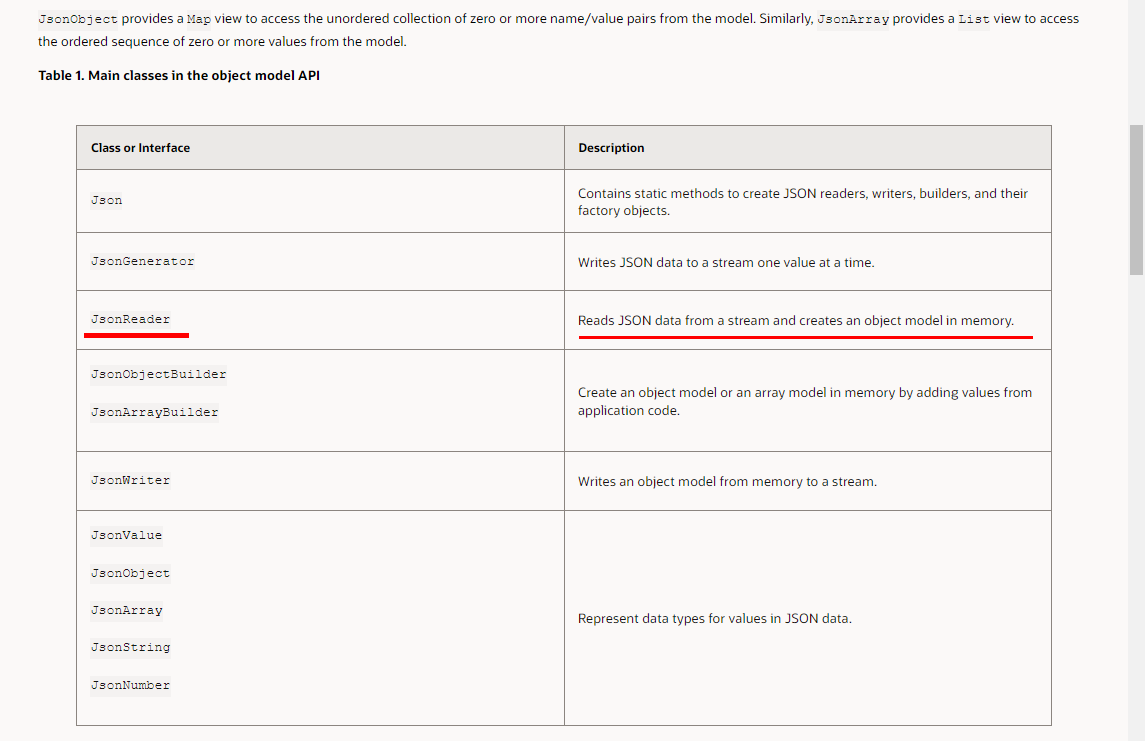 JsonObject provides a Map view to access the unordered collection of zero or more name/value pairs from the model. Similarly, JsonArray provides a List view to access
the ordered sequence of zero or more values from the model.
Table 1. Main classes in the object model API
Class or Interface
Description
Json
Contains static methods to create JSON readers, writers, builders, and their
factory objects.
JsonGenerator
Writes JSON data to a stream one value at a time.
JsonReader
Reads JSON data from a stream and creates an object model in memory.
JsonObjectBuilder
JsonArrayBuilder
Create an object model or an array model in memory by adding values from
application code.
JsonWriter
Writes an object model from memory to a stream.
JsonValue
JsonObject
JsonArray
JsonString
JsonNumber
Represent data types for values in JSON data.